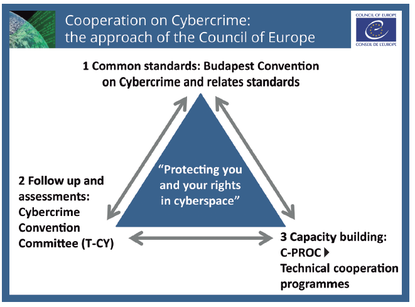 Cooperation on Cybercrime:
the approach of the Council of Europe
COUNCIL OF EUROPE
CONSEIL DE L'EUROPE
1 Common standards: Budapest Convention
on Cybercrime and relates standards
"Protecting you
and your rights
in cyberspace"
2 Follow up and
assessments:
Cybercrime
Convention
Committee (T-CY)
3 Capacity building:
C-PROC
Technical cooperation
programmes